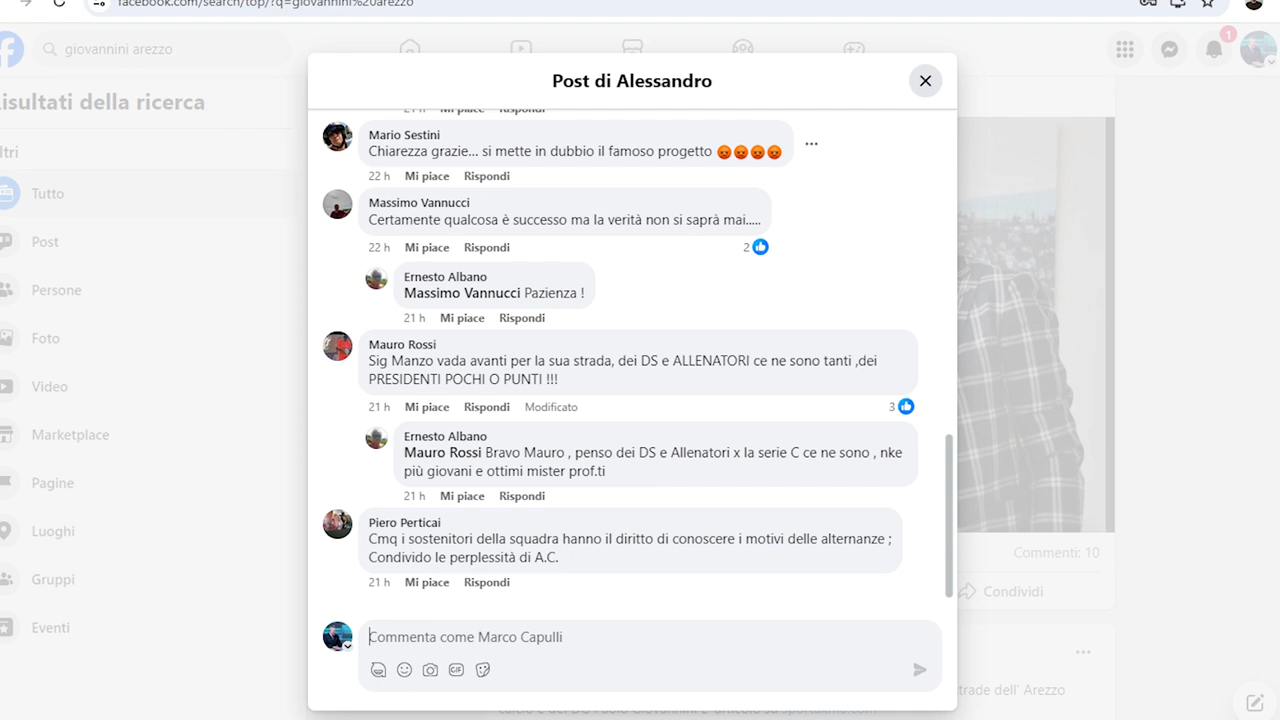 facebook.com/search/top/?q=giovannini%20arezzo
giovannini arezzo
1
isultati della ricerca
ltri
Tutto
Post
Persone
Foto
Video
Marketplace
Pagine
Luoghi
Gruppi
Eventi
Post di Alessandro
21 h Mi piace Rispondi
Mario Sestini
Chiarezza grazie... si mette in dubbio il famoso progetto 😡😡😡😡
22 h Mi piace Rispondi
Massimo Vannucci
Certamente qualcosa è successo ma la verità non si saprà mai.....
22 h Mi piace Rispondi 2
Ernesto Albano
Massimo Vannucci Pazienza !
21 h Mi piace Rispondi
Mauro Rossi
Sig Manzo vada avanti per la sua strada, dei DS e ALLENATORI ce ne sono tanti ,dei
PRESIDENTI POCHI O PUNTI !!!
21 h Mi piace Rispondi Modificato 3
Ernesto Albano
Mauro Rossi Bravo Mauro , penso dei DS e Allenatori x la serie C ce ne sono , nke
più giovani e ottimi mister prof.ti
21 h Mi piace Rispondi
Piero Perticai
Cmq i sostenitori della squadra hanno il diritto di conoscere i motivi delle alternanze ;
Condivido le perplessità di A.C.
21 h Mi piace Rispondi
Commenta come Marco Capulli
GIF
Commenti: 10
Condividi
trade dell' Arezzo